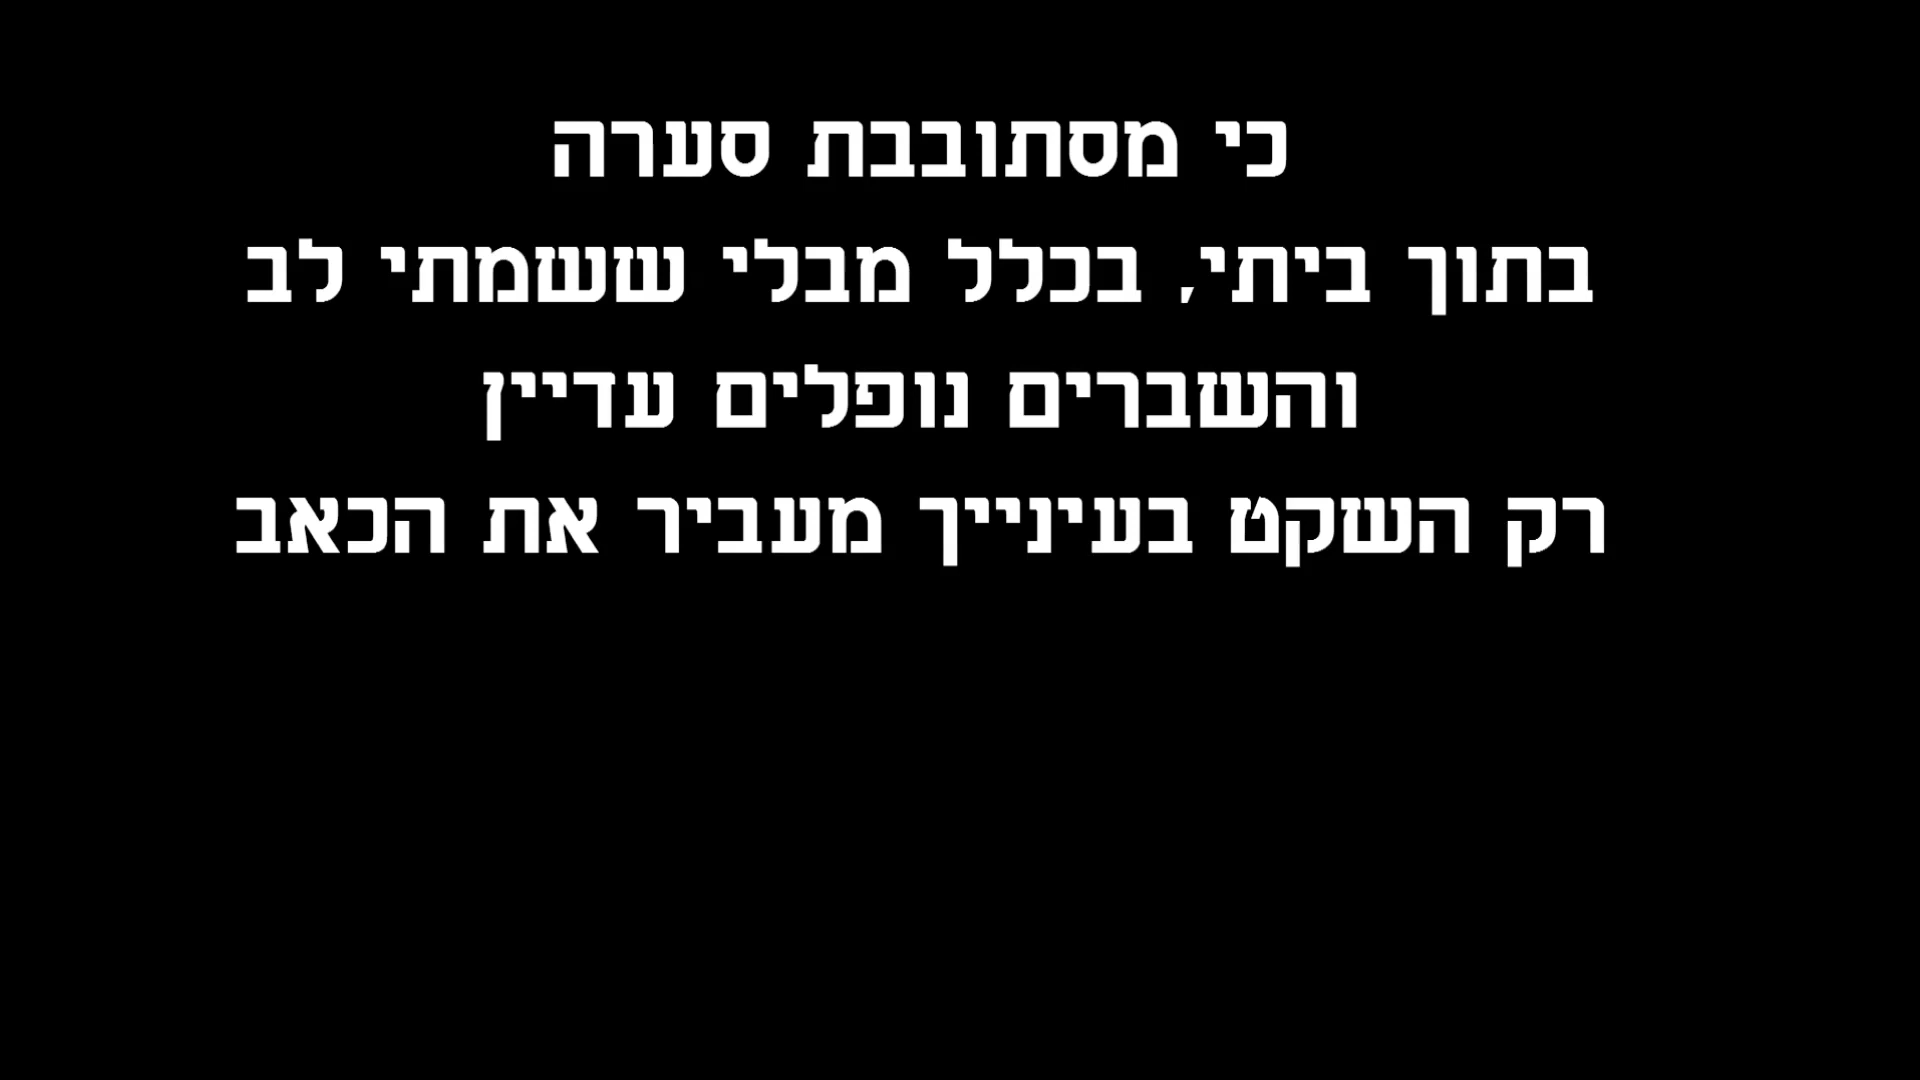 כי מסתובבת סערה
בתוך ביתי, בכלל מבלי ששמתי לב
והשברים נופלים עדיין
רק השקט בעינייך מעביר את הכאב